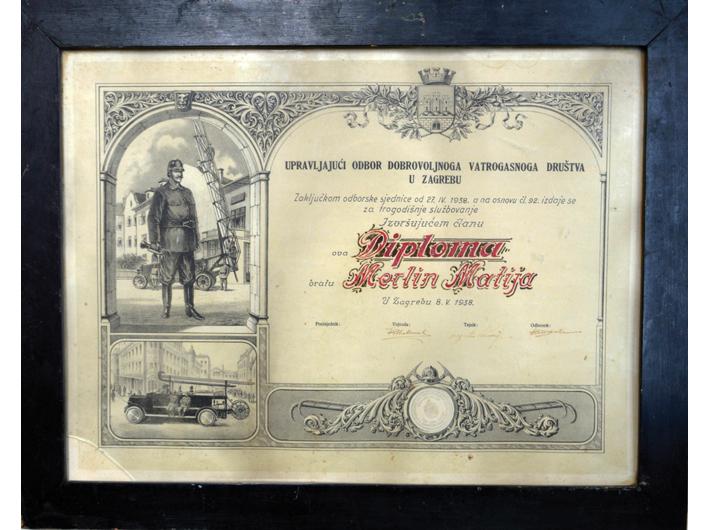 UPRAVLJAJUĆI ODBOR DOBROVOLJNOGA VATROGASNOGA DRUŠTVA
U ZAGREBU
Zaključkom odborske sjednice od 27. IV. 1938. a na osnovu čl. 92. izdaje se
za trogodišnje službovanje
Izvršujućem članu
ova Diploma
bratu Merlin Matija
U Zagrebu 8. V. 1938.
Predsjednik: Vojvoda: Tajnik: Odbornik: